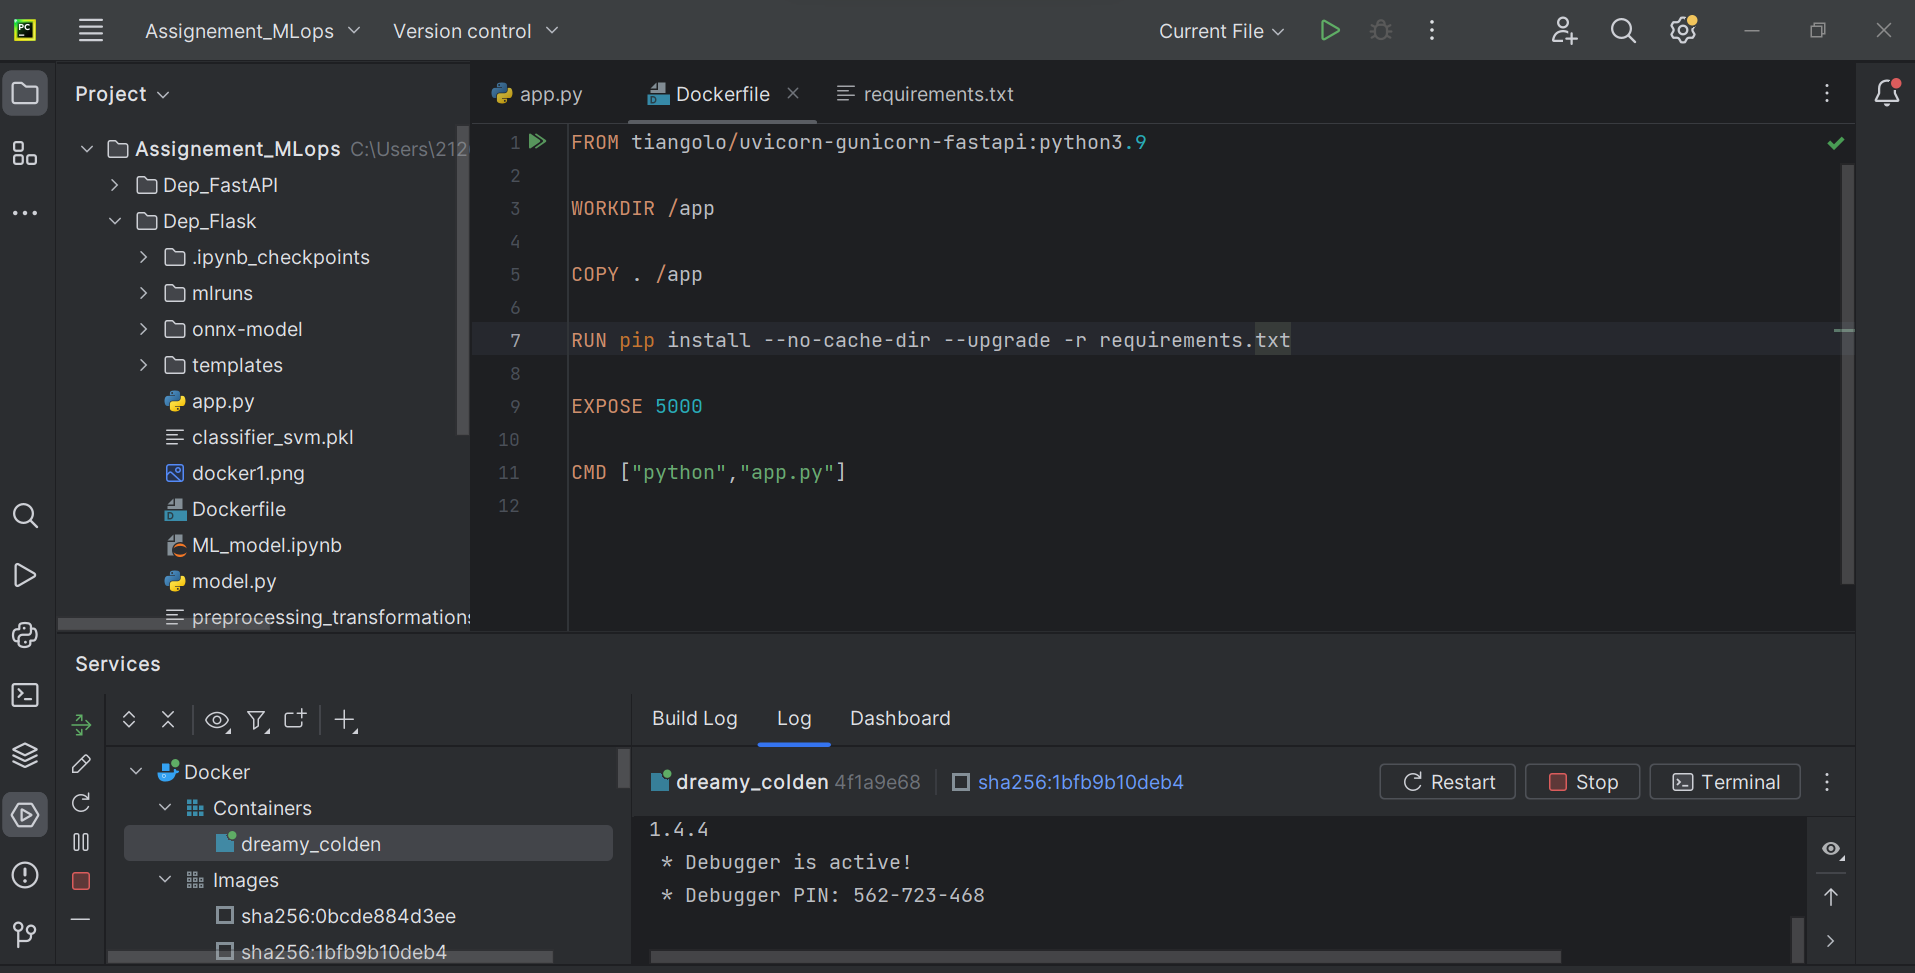 PC Assignement_MLops Version control Current File
Project
Assignement_MLops C:\Users\212
Dep_FastAPI
Dep_Flask
.ipynb_checkpoints
mlruns
onnx-model
templates
app.py
classifier_svm.pkl
docker1.png
Dockerfile
ML_model.ipynb
model.py
preprocessing_transformations
app.py Dockerfile requirements.txt
1 FROM tiangolo/uvicorn-gunicorn-fastapi:python3.9
2
3 WORKDIR /app
4
5 COPY . /app
6
7 RUN pip install --no-cache-dir --upgrade -r requirements.txt
8
9 EXPOSE 5000
10
11 CMD ["python","app.py"]
12
Services
Docker
Containers
dreamy_colden
Images
sha256:0bcde884d3ee
sha256:1bfb9b10deb4
Build Log Log Dashboard
dreamy_colden 4f1a9e68 sha256:1bfb9b10deb4 Restart Stop Terminal
1.4.4
* Debugger is active!
* Debugger PIN: 562-723-468